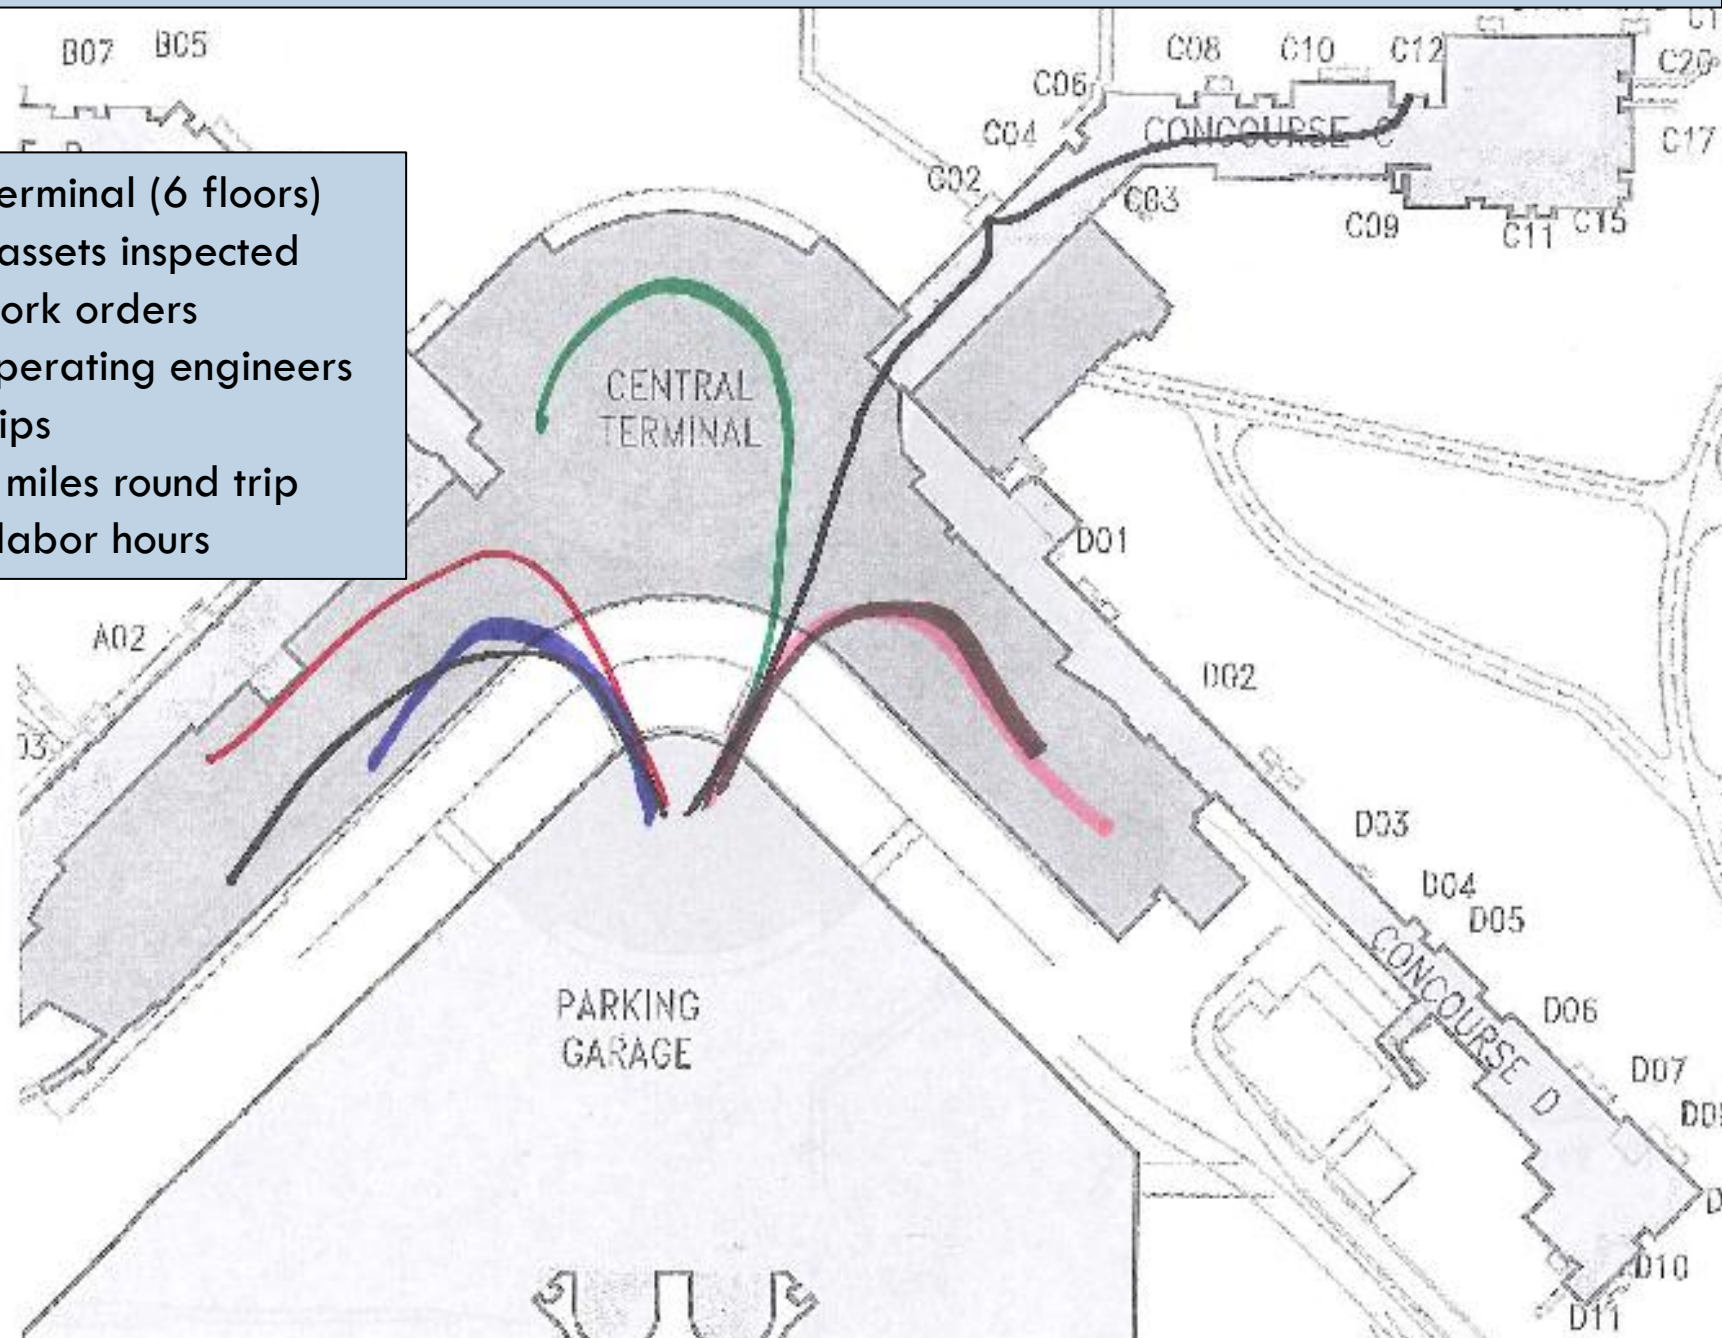 B07 B05
C08 C10 C12
C20
C06
C04
CONCOURSE C
C17
C02
C03
C09 C11 C15
erminal (6 floors)
assets inspected
ork orders
perating engineers
ips
miles round trip
labor hours
CENTRAL
TERMINAL
D01
A02
D02
03
D03
D04
D05
CONCOURSE D
PARKING
GARAGE
D06
D07
D10
D11